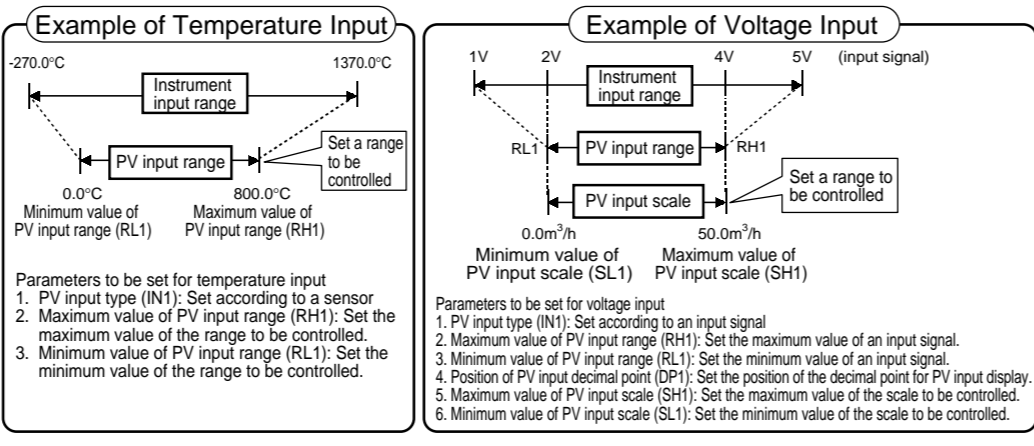 Example of Temperature Input
-270.0°C
1370.0°C
Instrument
input range
PV input range
Set a range
to be
controlled
0.0°C
800.0°C
Minimum value of
PV input range (RL1)
Maximum value of
PV input range (RH1)
Parameters to be set for temperature input
1. PV input type (IN1): Set according to a sensor
2. Maximum value of PV input range (RH1): Set the
maximum value of the range to be controlled.
3. Minimum value of PV input range (RL1): Set the
minimum value of the range to be controlled.
Example of Voltage Input
1V
2V
4V
5V
(input signal)
Instrument
input range
RL1
PV input range
RH1
PV input scale
Set a range to
be controlled
0.0m³/h
50.0m³/h
Minimum value of
PV input scale (SL1)
Maximum value of
PV input scale (SH1)
Parameters to be set for voltage input
1. PV input type (IN1): Set according to an input signal
2. Maximum value of PV input range (RH1): Set the maximum value of an input signal.
3. Minimum value of PV input range (RL1): Set the minimum value of an input signal.
4. Position of PV input decimal point (DP1): Set the position of the decimal point for PV input display.
5. Maximum value of PV input scale (SH1): Set the maximum value of the scale to be controlled.
6. Minimum value of PV input scale (SL1): Set the minimum value of the scale to be controlled.